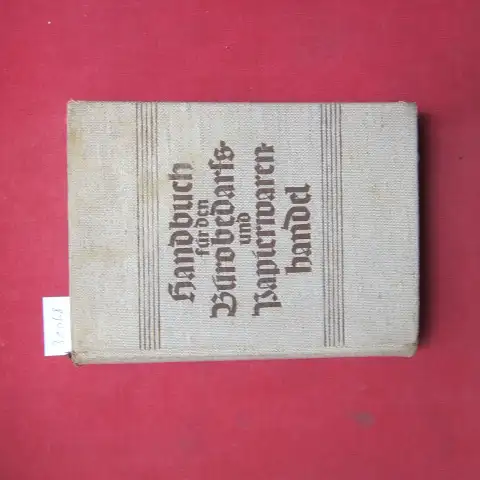 Handbuch
für den
Bürobedarfs-
und
Papierwaren-
handel